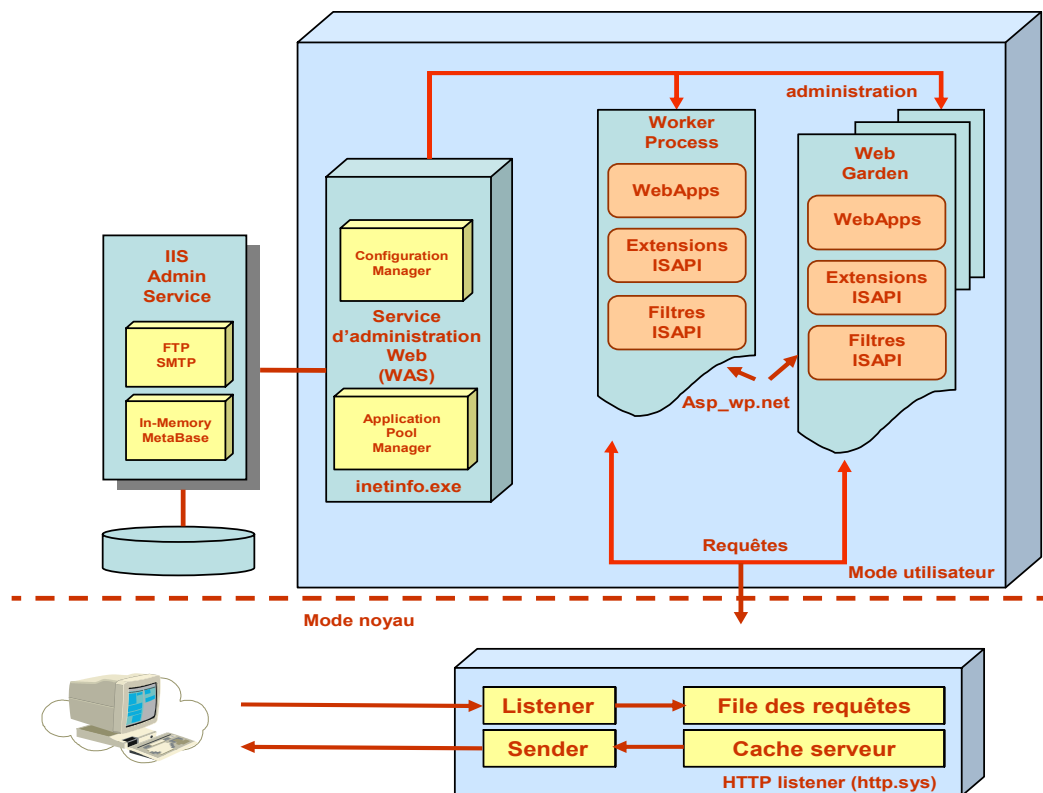 administration
Worker
Process
WebApps
Extensions
ISAPI
Filtres
ISAPI
Web
Garden
WebApps
Extensions
ISAPI
Filtres
ISAPI
Asp_wp.net
IIS
Admin
Service
FTP
SMTP
In-Memory
MetaBase
Configuration
Manager
Service
d’administration
Web
(WAS)
Application
Pool
Manager
inetinfo.exe
Requêtes
Mode utilisateur
Mode noyau
Listener
File des requêtes
Sender
Cache serveur
HTTP listener (http.sys)